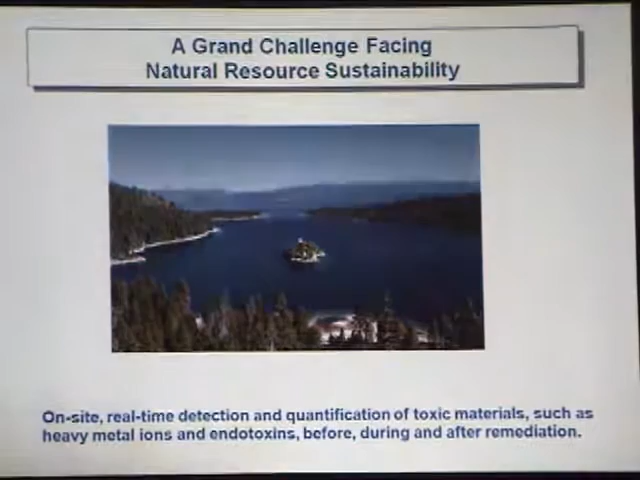 A Grand Challenge Facing
Natural Resource Sustainability
On-site, real-time detection and quantification of toxic materials, such as
heavy metal ions and endotoxins, before, during and after remediation.